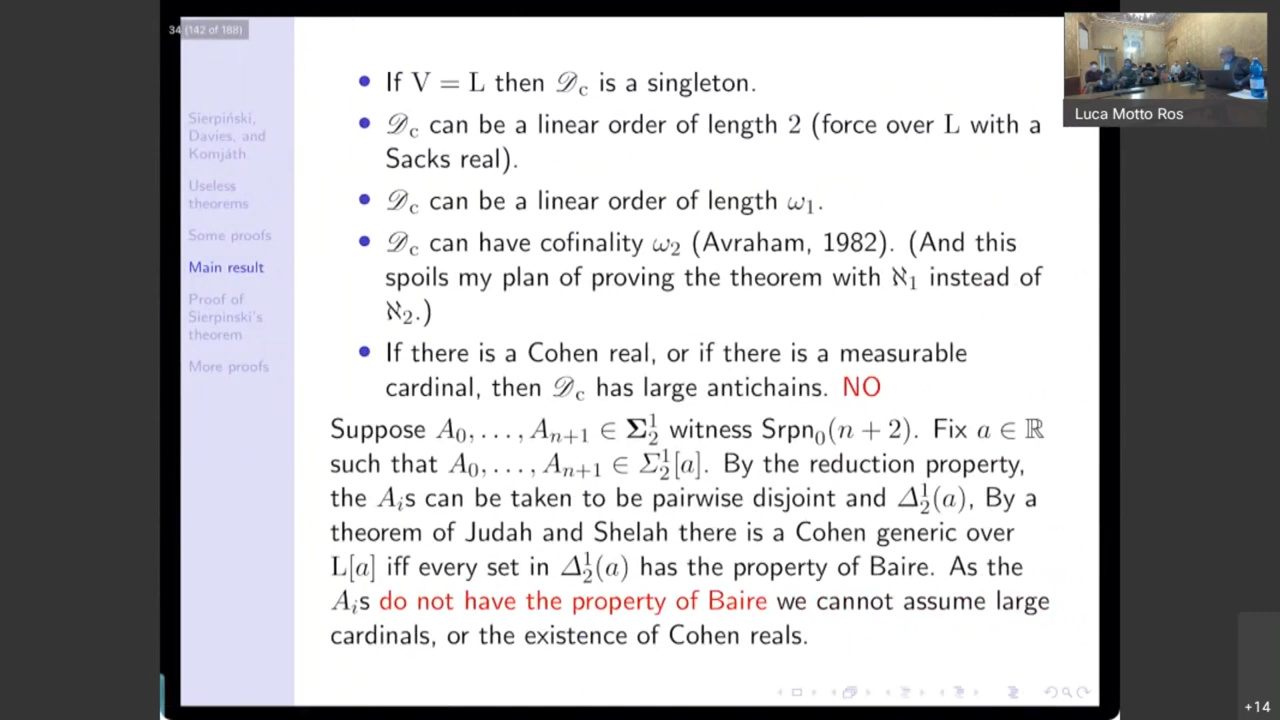 34 (142 of 188)
Sierpiński,
Davies, and
Komjáth
Useless
theorems
Some proofs
Main result
Proof of
Sierpinski's
theorem
More proofs
• If V = L then 𝒟c is a singleton.
• 𝒟c can be a linear order of length 2 (force over L with a
Sacks real).
• 𝒟c can be a linear order of length ω₁.
• 𝒟c can have cofinality ω₂ (Avraham, 1982). (And this
spoils my plan of proving the theorem with ℵ₁ instead of
ℵ₂.)
• If there is a Cohen real, or if there is a measurable
cardinal, then 𝒟c has large antichains. NO
Suppose A₀, …, Aₙ₊₁ ∈ 𝚺¹₂ witness Srpn₀(n + 2). Fix a ∈ ℝ
such that A₀, …, Aₙ₊₁ ∈ Σ¹₂[a]. By the reduction property,
the Aᵢs can be taken to be pairwise disjoint and Δ¹₂(a), By a
theorem of Judah and Shelah there is a Cohen generic over
L[a] iff every set in Δ¹₂(a) has the property of Baire. As the
Aᵢs do not have the property of Baire we cannot assume large
cardinals, or the existence of Cohen reals.
Luca Motto Ros
+14